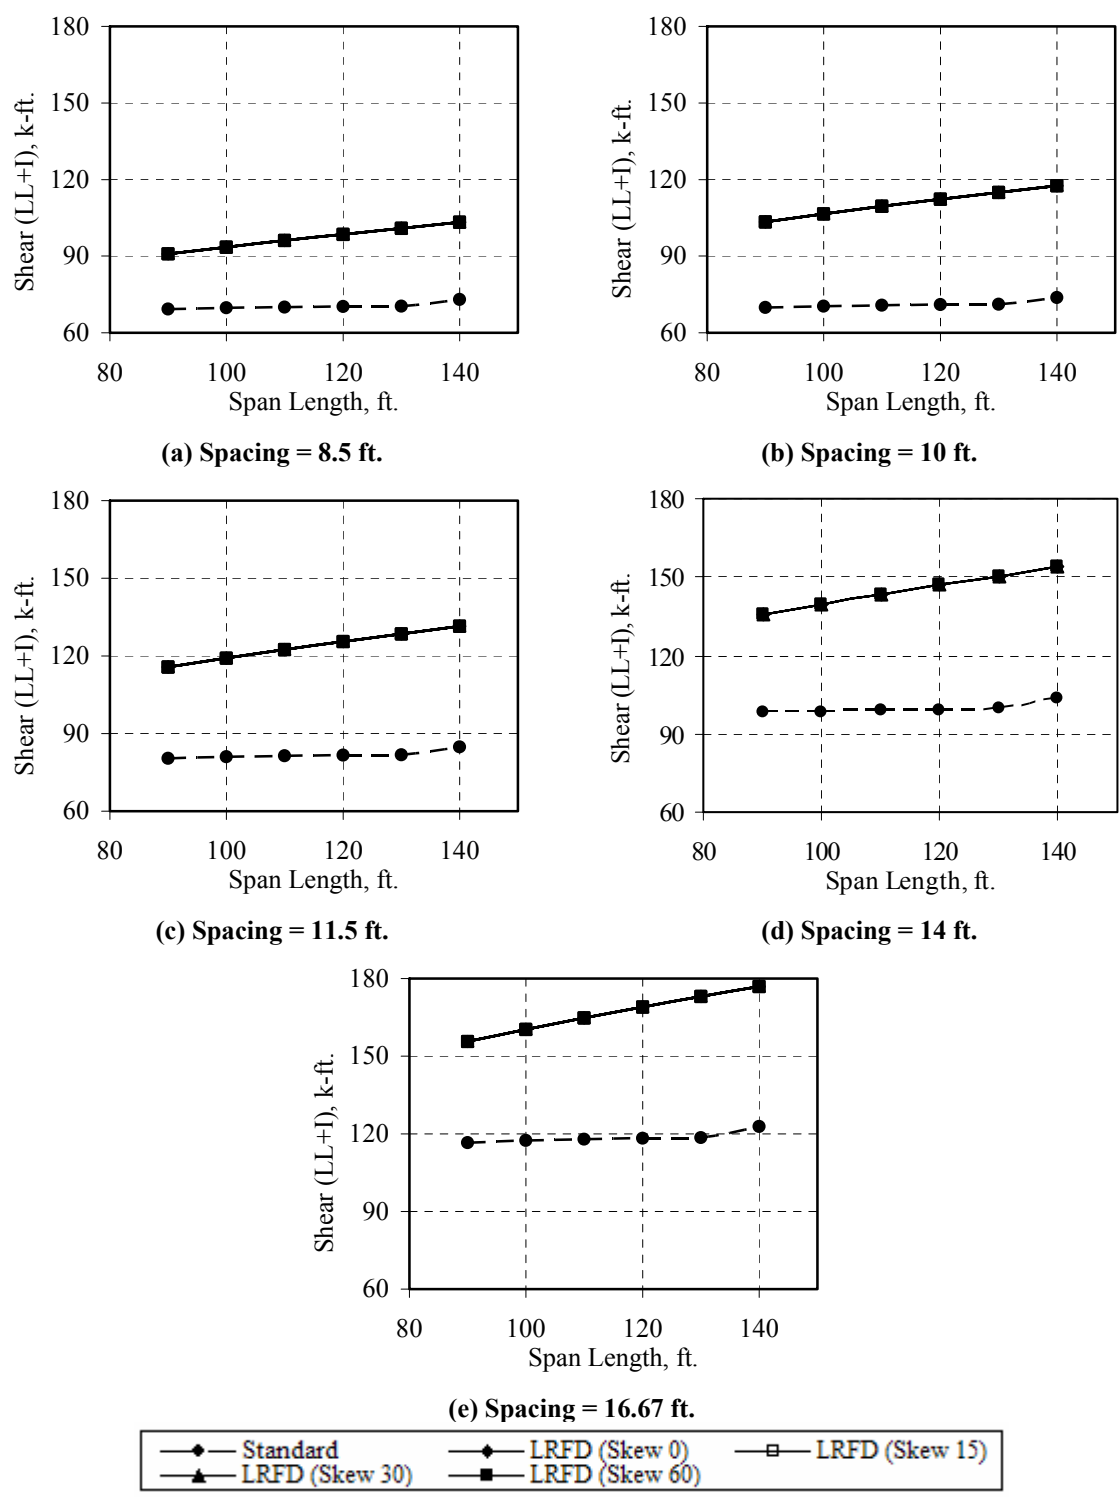 180
150
120
90
60
80 100 120 140
Shear (LL+I), k-ft.
Span Length, ft.
(a) Spacing = 8.5 ft.
180
150
120
90
60
80 100 120 140
Shear (LL+I), k-ft.
Span Length, ft.
(b) Spacing = 10 ft.
180
150
120
90
60
80 100 120 140
Shear (LL+I), k-ft.
Span Length, ft.
(c) Spacing = 11.5 ft.
180
150
120
90
60
80 100 120 140
Shear (LL+I), k-ft.
Span Length, ft.
(d) Spacing = 14 ft.
180
150
120
90
60
80 100 120 140
Shear (LL+I), k-ft.
Span Length, ft.
(e) Spacing = 16.67 ft.
Standard LRFD (Skew 0) LRFD (Skew 15)
LRFD (Skew 30) LRFD (Skew 60)